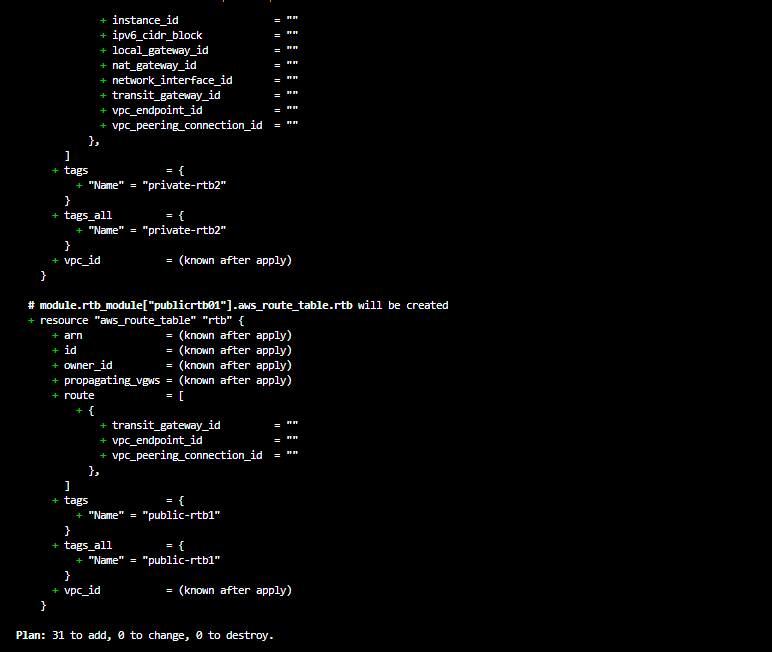 + instance_id = ""
+ ipv6_cidr_block = ""
+ local_gateway_id = ""
+ nat_gateway_id = ""
+ network_interface_id = ""
+ transit_gateway_id = ""
+ vpc_endpoint_id = ""
+ vpc_peering_connection_id = ""
},
]
+ tags = {
+ "Name" = "private-rtb2"
}
+ tags_all = {
+ "Name" = "private-rtb2"
}
+ vpc_id = (known after apply)
}
# module.rtb_module["publicrtb01"].aws_route_table.rtb will be created
+ resource "aws_route_table" "rtb" {
+ arn = (known after apply)
+ id = (known after apply)
+ owner_id = (known after apply)
+ propagating_vgws = (known after apply)
+ route = [
+ {
+ transit_gateway_id = ""
+ vpc_endpoint_id = ""
+ vpc_peering_connection_id = ""
},
]
+ tags = {
+ "Name" = "public-rtb1"
}
+ tags_all = {
+ "Name" = "public-rtb1"
}
+ vpc_id = (known after apply)
}
Plan: 31 to add, 0 to change, 0 to destroy.